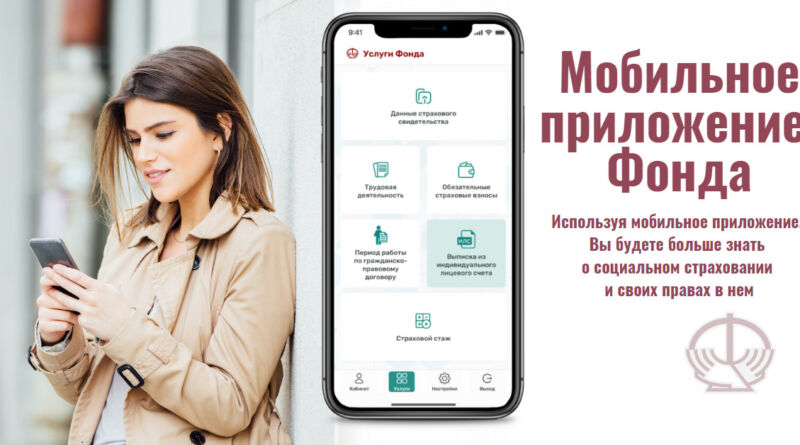 9:41
Услуги Фонда
Данные страхового
свидетельства
Трудовая
деятельность
Обязательные
страховые взносы
Период работы
по гражданско-
правовому
договору
ИЛС
Выписка из
индивидуального
лицевого счета
Страховой стаж
Кабинет
Услуги
Настройки
Выход
Мобильное
приложение
Фонда
Используя мобильное приложение,
Вы будете больше знать
о социальном страховании
и своих правах в нем